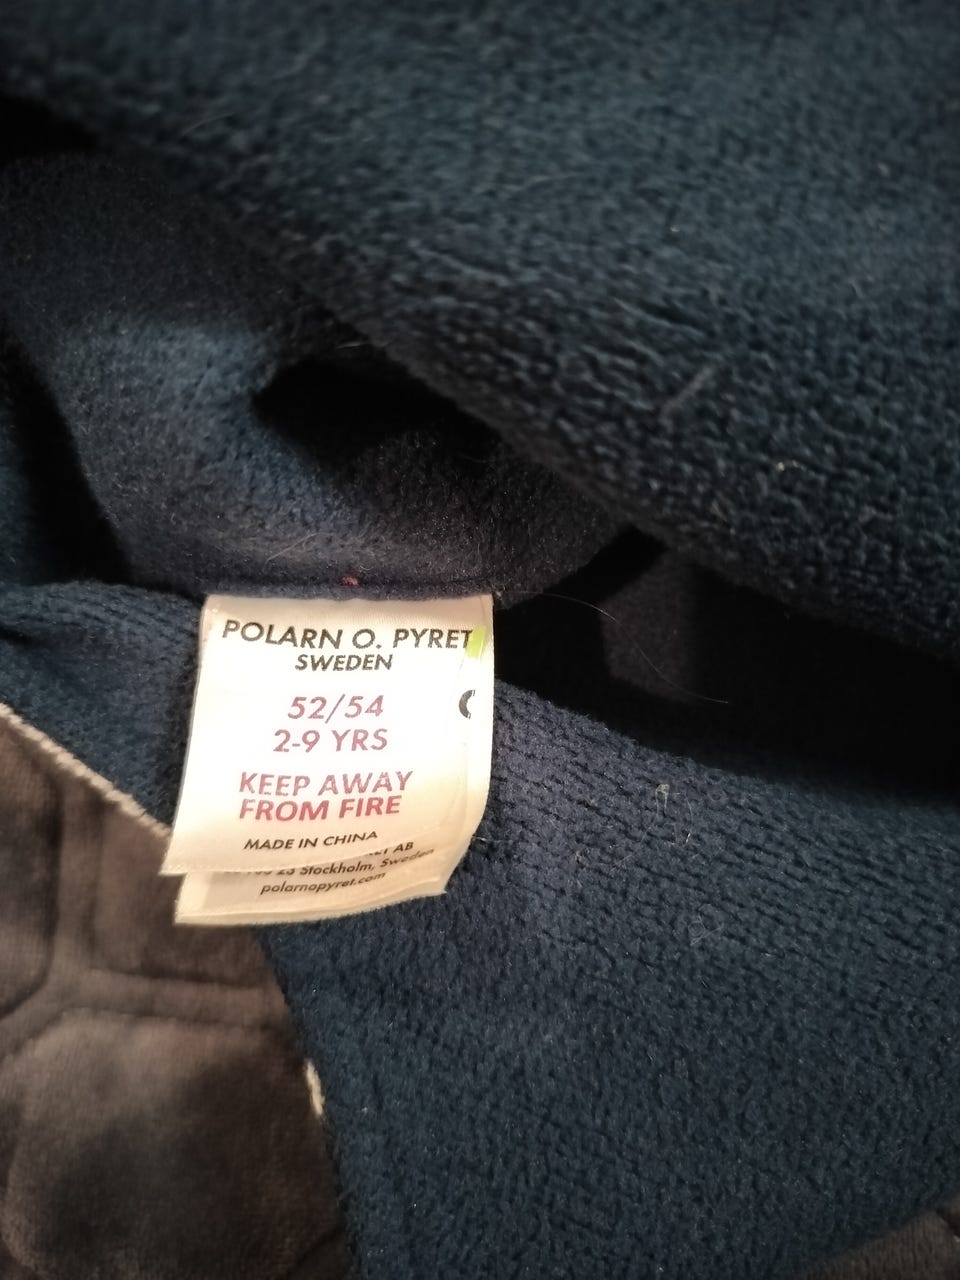 POLARN O. PYRET
SWEDEN
52/54
2-9 YRS
KEEP AWAY
FROM FIRE
MADE IN CHINA
AB
Stockholm, Sweden
polarnopyret.com